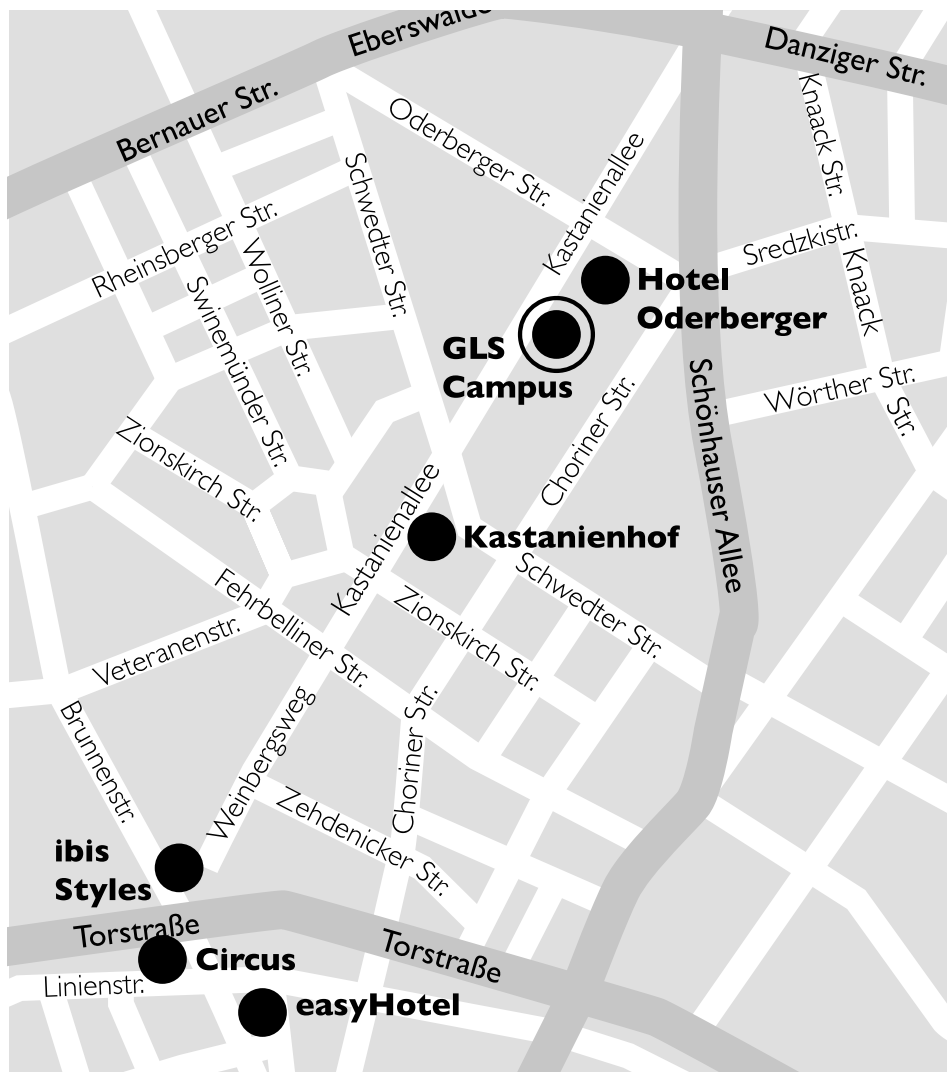 Eberswalde
Danziger Str.
Bernauer Str.
Knaack Str.
Oderberger Str.
Kastanienallee
Schwedter Str.
Rheinsberger Str.
Sredzkistr.
Wolliner Str.
Knaack
Str.
Swinemünder Str.
Hotel
Oderberger
GLS
Campus
Wörther Str.
Schönhauser Allee
Choriner Str.
Zionskirch Str.
Kastanienallee
Kastanienhof
Schwedter Str.
Fehrbelliner Str.
Zionskirch Str.
Veteranenstr.
Brunnenstr.
Weinbergsweg
Choriner Str.
Zehdenicker Str.
ibis
Styles
Torstraße
Torstraße
Circus
Linienstr.
easyHotel